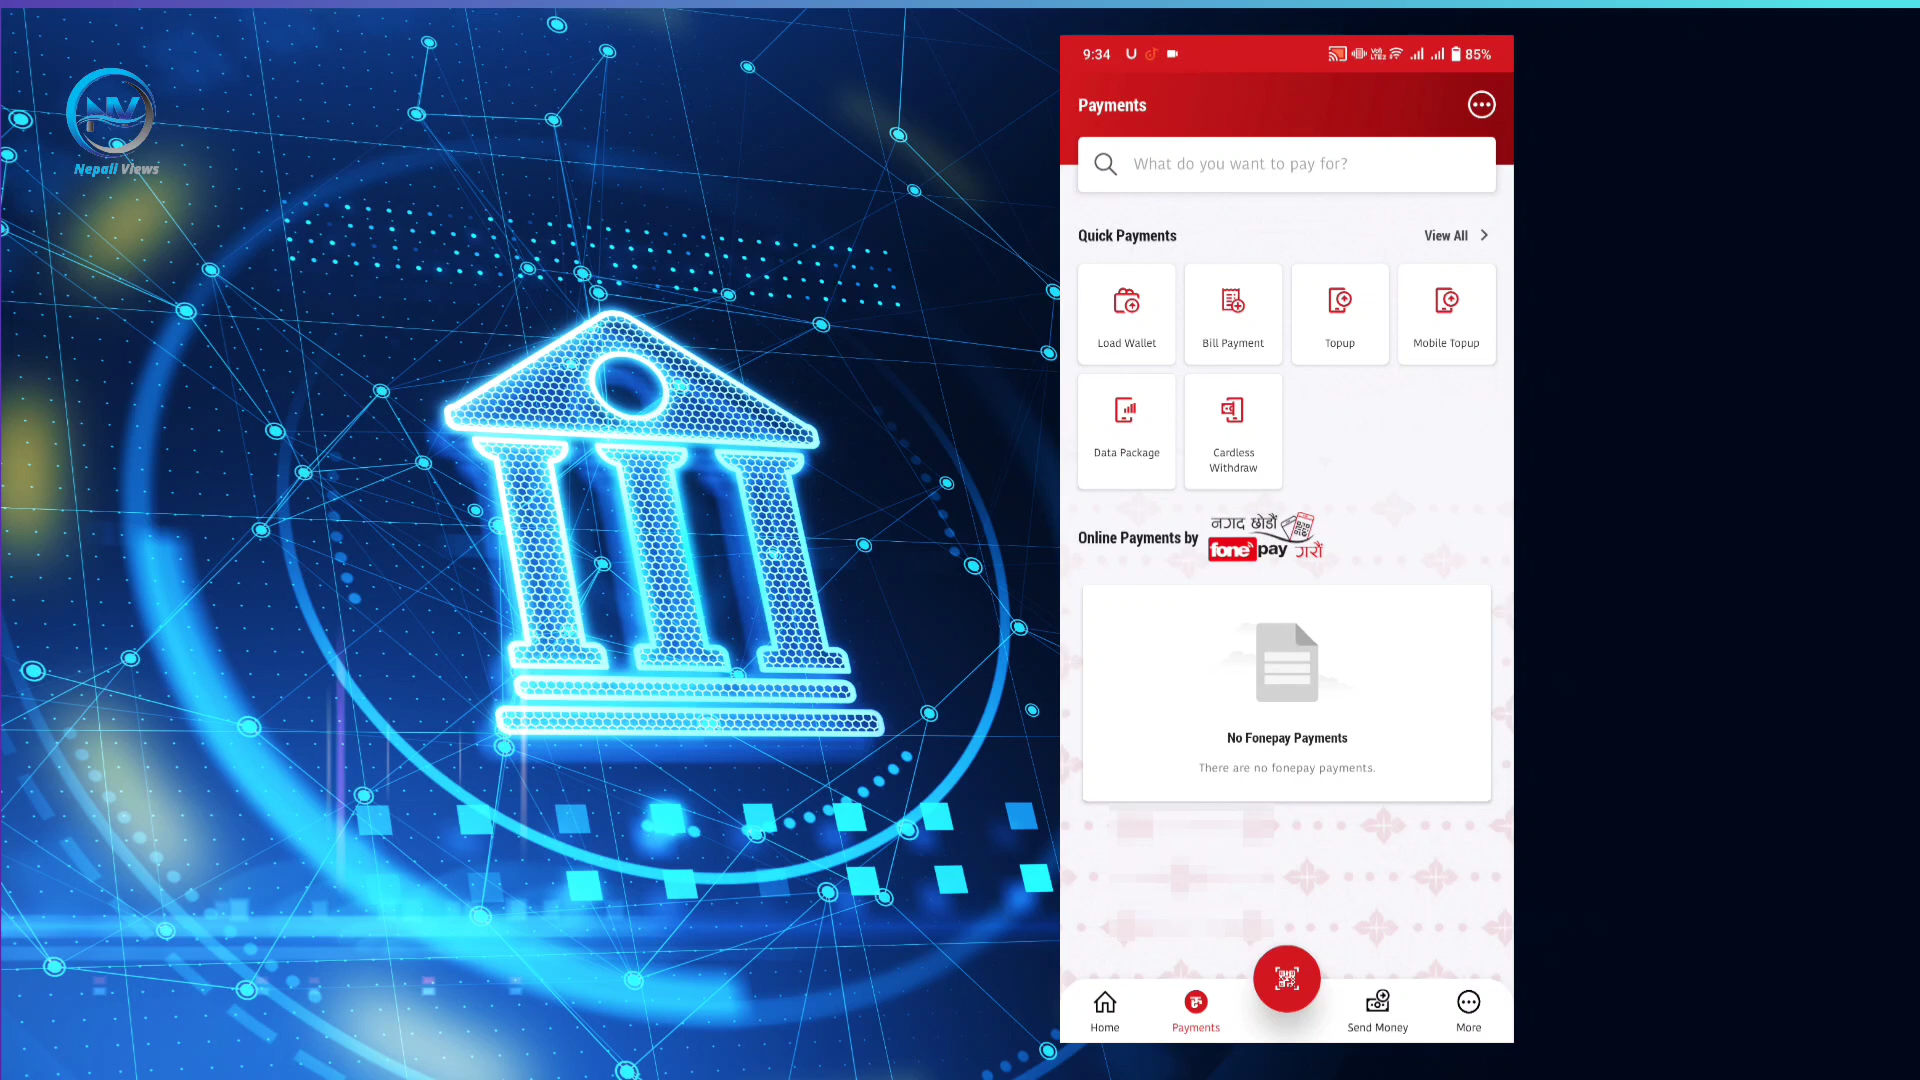 NV
Nepali Views
9:34
85%
Payments
What do you want to pay for?
Quick Payments
View All
Load Wallet
Bill Payment
Topup
Mobile Topup
Data Package
Cardless
Withdraw
Online Payments by
नगद छोडौं
fonepay गरौं
No Fonepay Payments
There are no fonepay payments.
Home
Payments
Send Money
More